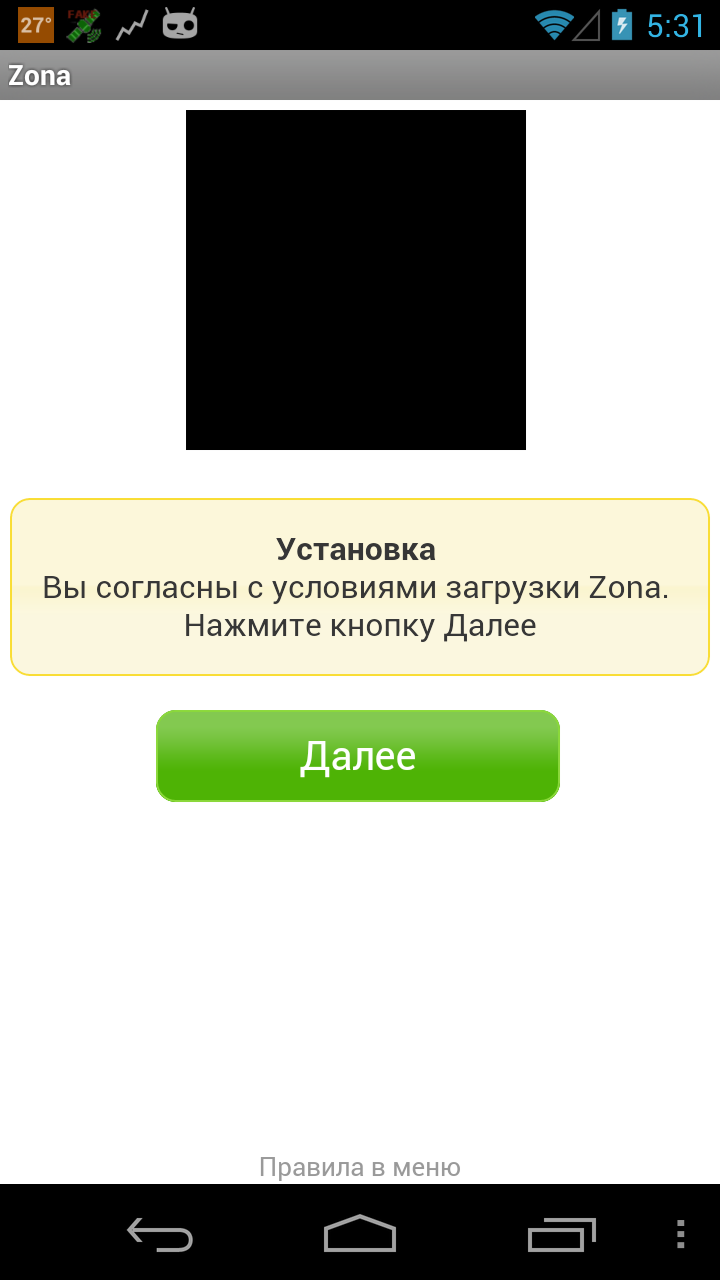 27°
FAKE
5:31
Zona
Установка
Вы согласны с условиями загрузки Zona.
Нажмите кнопку Далее
Далее
Правила в меню